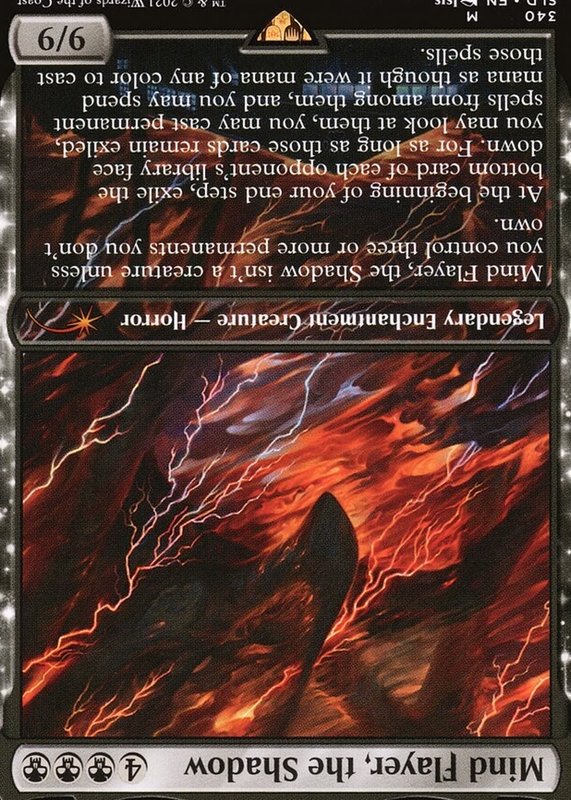 Mind Flayer, the Shadow 4
Legendary Enchantment Creature — Horror
Mind Flayer, the Shadow isn't a creature unless
you control three or more permanents you don't
own.
At the beginning of your end step, exile the
bottom card of each opponent's library face
down. For as long as those cards remain exiled,
you may look at them, you may cast permanent
spells from among them, and you may spend
mana as though it were mana of any color to cast
those spells.
6/6
340 M
SLD • EN ™ & © 2021 Wizards of the Coast